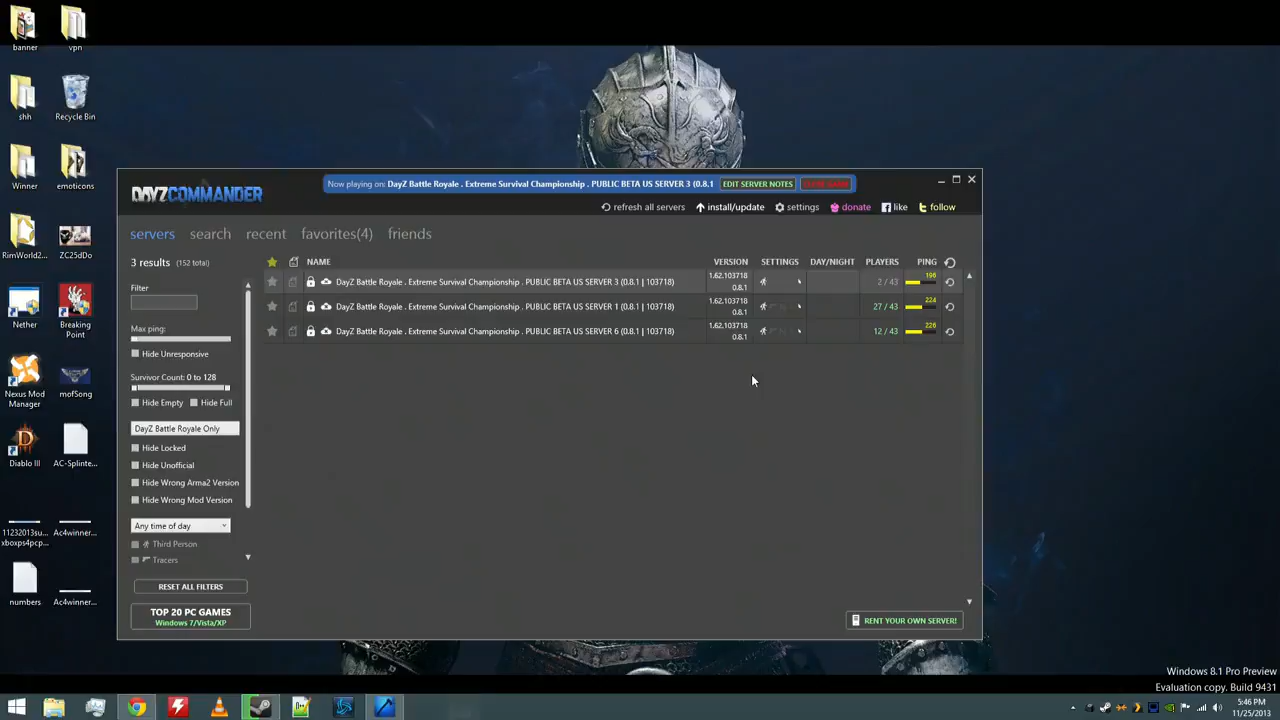 banner
vpn
shh
Recycle Bin
Winner
emoticons
RimWorld2...
ZC25dDo
Nether
Breaking
Point
Nexus Mod
Manager
mofSong
Diablo III
AC-Splinte...
11232013su...
xboxps4pcp...
Ac4winner...
numbers
Ac4winner...
DAYZCOMMANDER
Now playing on: DayZ Battle Royale . Extreme Survival Championship . PUBLIC BETA US SERVER 3 (0.8.1
EDIT SERVER NOTES
refresh all servers
install/update
settings
donate
like
follow
servers
search
recent
favorites(4)
friends
3 results (152 total)
NAME
VERSION
SETTINGS
DAY/NIGHT
PLAYERS
PING
DayZ Battle Royale . Extreme Survival Championship . PUBLIC BETA US SERVER 3 (0.8.1 | 103718)
1.62.103718
0.8.1
2 / 43
196
DayZ Battle Royale . Extreme Survival Championship . PUBLIC BETA US SERVER 1 (0.8.1 | 103718)
1.62.103718
0.8.1
27 / 43
224
DayZ Battle Royale . Extreme Survival Championship . PUBLIC BETA US SERVER 6 (0.8.1 | 103718)
1.62.103718
0.8.1
12 / 43
226
Filter
Max ping:
Hide Unresponsive
Survivor Count: 0 to 128
Hide Empty
Hide Full
DayZ Battle Royale Only
Hide Locked
Hide Unofficial
Hide Wrong Arma2 Version
Hide Wrong Mod Version
Any time of day
Third Person
Tracers
RESET ALL FILTERS
TOP 20 PC GAMES
Windows 7/Vista/XP
RENT YOUR OWN SERVER!
Windows 8.1 Pro Preview
Evaluation copy. Build 9431
5:46 PM
11/25/2013